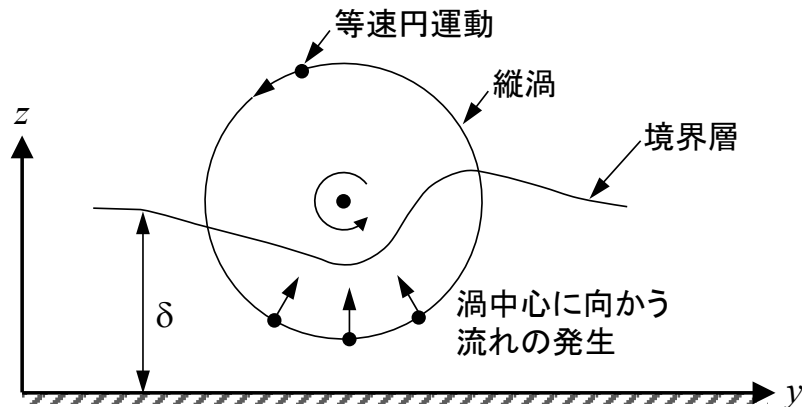 等速円運動
縦渦
z
境界層
δ
渦中心に向かう
流れの発生
y